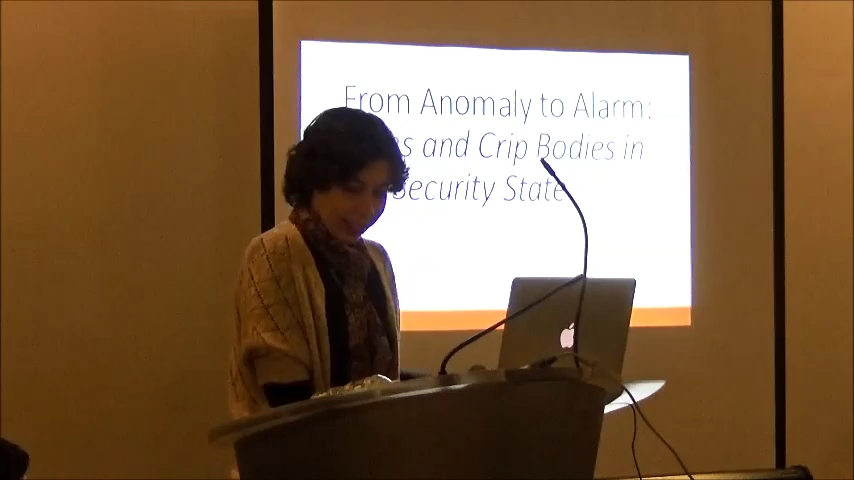 From Anomaly to Alarm:
and Crip Bodies in
Security State